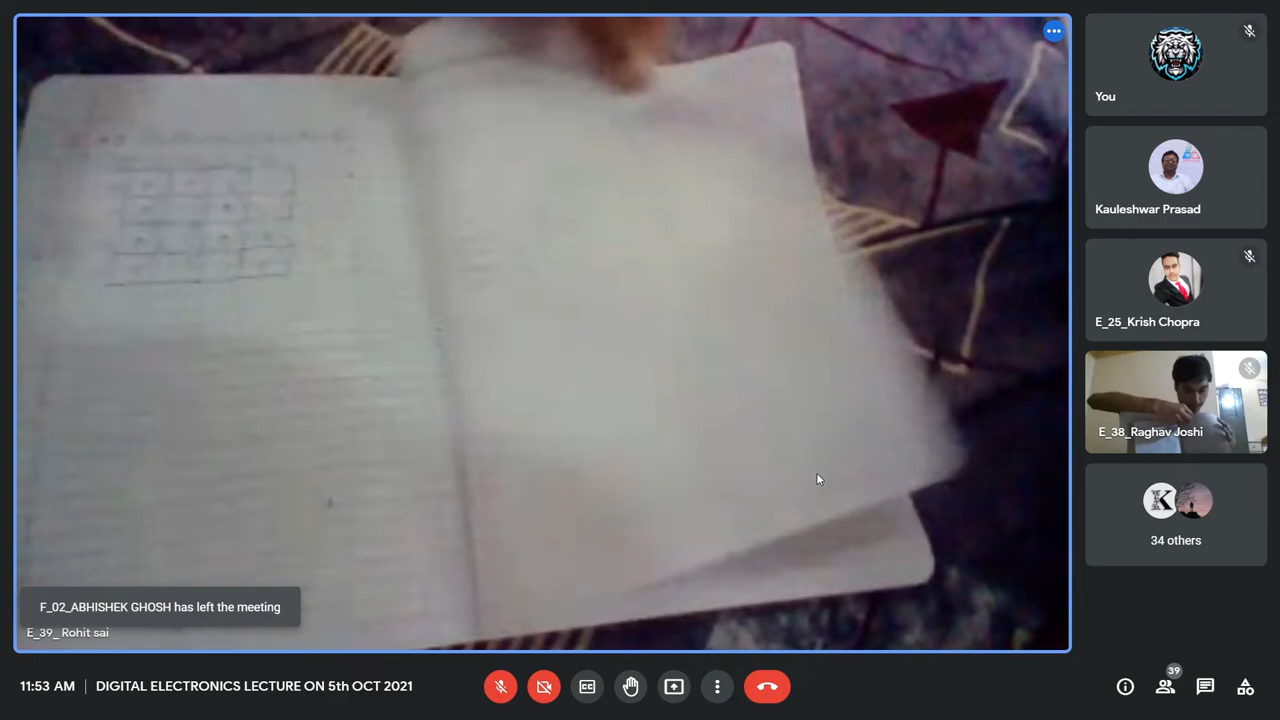 You
Kauleshwar Prasad
E_25_Krish Chopra
E_38_Raghav Joshi
K
34 others
F_02_ABHISHEK GHOSH has left the meeting
E_39_ Rohit sai
11:53 AM | DIGITAL ELECTRONICS LECTURE ON 5th OCT 2021
CC
39